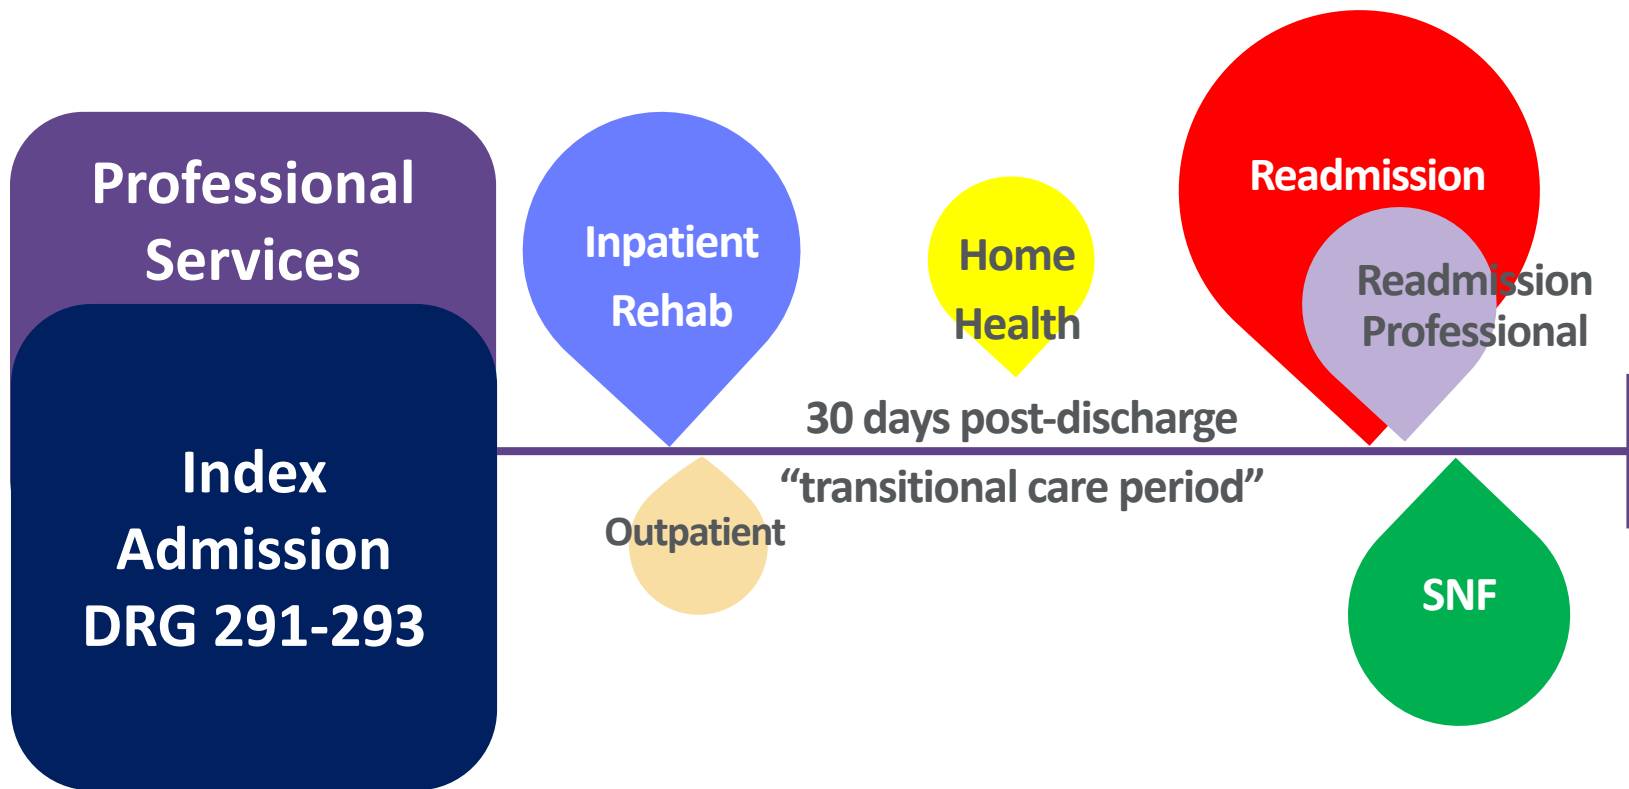 Professional
Services
Index
Admission
DRG 291-293
Inpatient
Rehab
Outpatient
Home
Health
30 days post-discharge
“transitional care period”
Readmission
Readmission
Professional
SNF